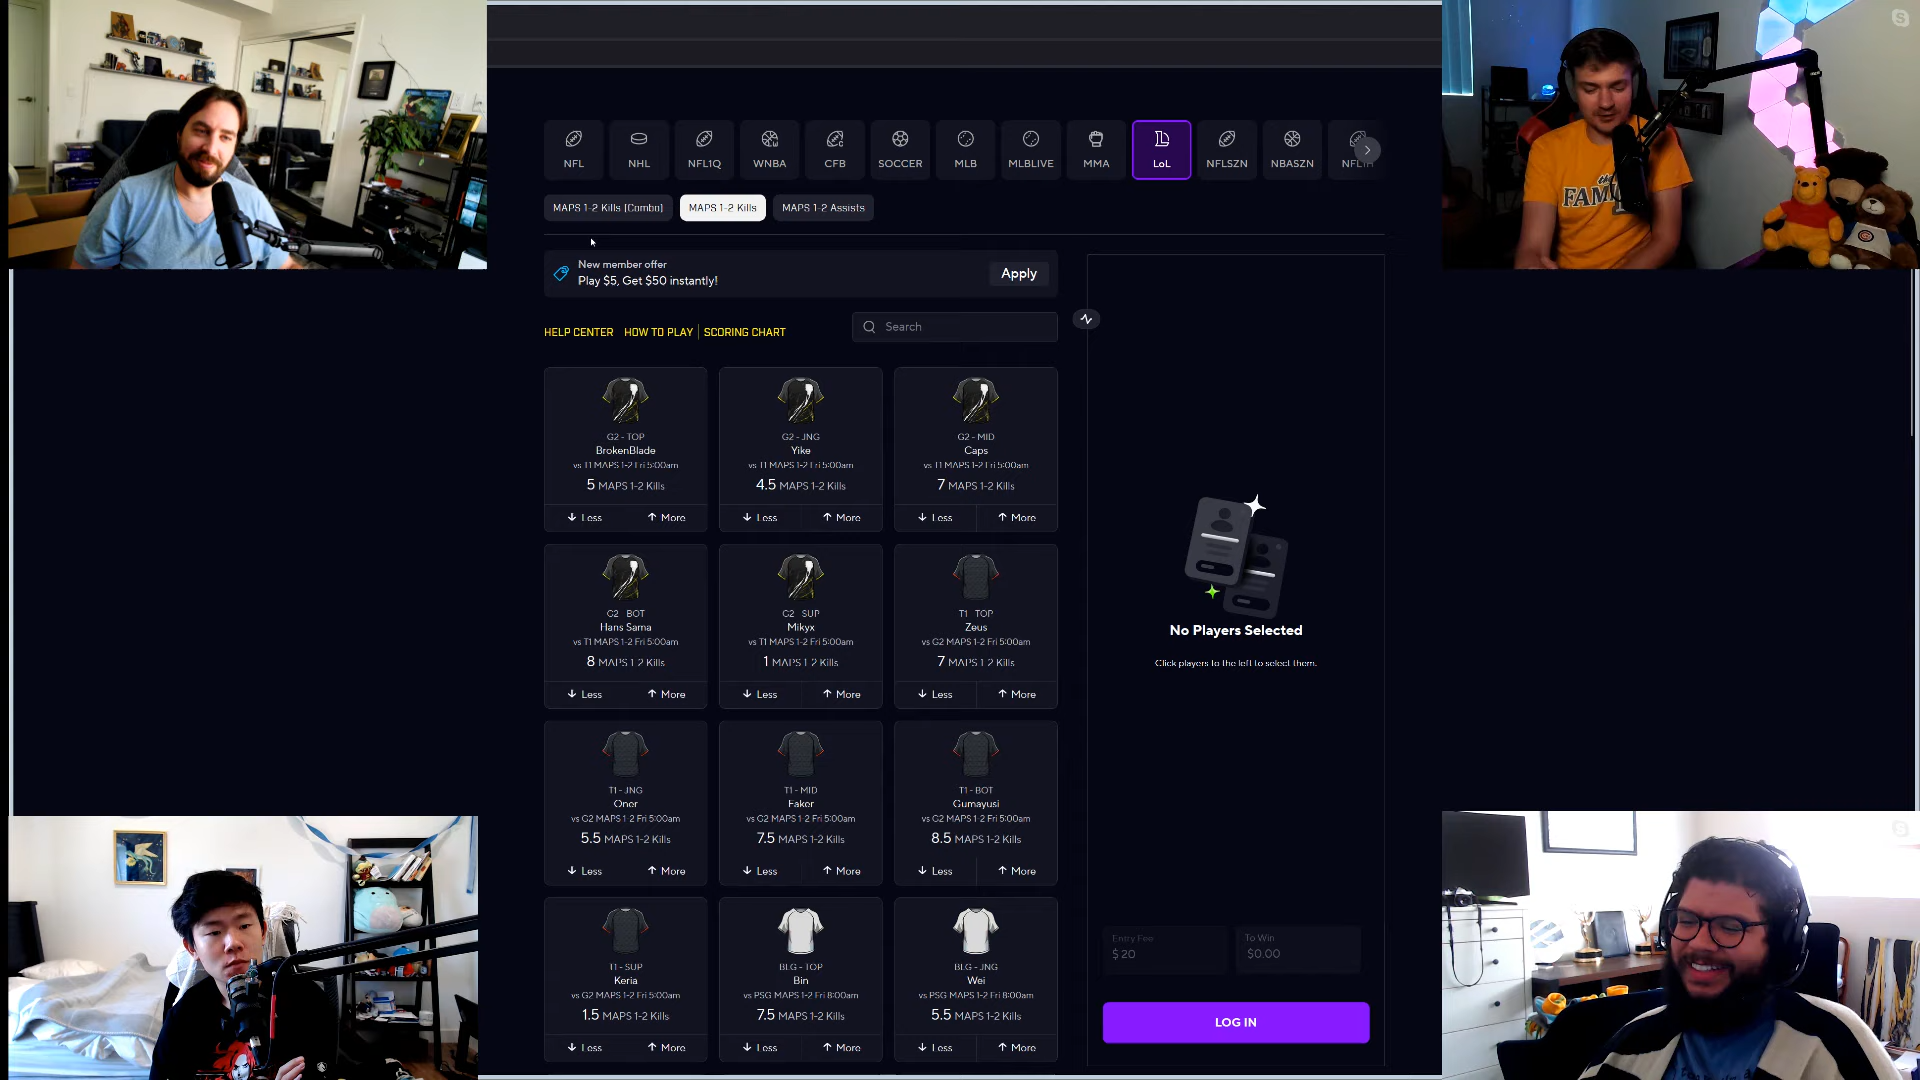 NFL
NHL
NFL1Q
WNBA
CFB
SOCCER
MLB
MLBLIVE
MMA
LoL
NFLSZN
NBASZN
MAPS 1-2 Kills (Combo)
MAPS 1-2 Kills
MAPS 1-2 Assists
New member offer
Play $5, Get $50 instantly!
Apply
HELP CENTER
HOW TO PLAY
SCORING CHART
Search
G2 - TOP
BrokenBlade
vs T1 MAPS 1-2 Fri 5:00am
5 MAPS 1-2 Kills
Less
More
G2 - JNG
Yike
vs T1 MAPS 1-2 Fri 5:00am
4.5 MAPS 1-2 Kills
Less
More
G2 - MID
Caps
vs T1 MAPS 1-2 Fri 5:00am
7 MAPS 1-2 Kills
Less
More
G2 - BOT
Hans Sama
vs T1 MAPS 1-2 Fri 5:00am
8 MAPS 1-2 Kills
Less
More
G2 - SUP
Mikyx
vs T1 MAPS 1-2 Fri 5:00am
1 MAPS 1-2 Kills
Less
More
T1 - TOP
Zeus
vs G2 MAPS 1-2 Fri 5:00am
7 MAPS 1-2 Kills
Less
More
T1 - JNG
Oner
vs G2 MAPS 1-2 Fri 5:00am
5.5 MAPS 1-2 Kills
Less
More
T1 - MID
Faker
vs G2 MAPS 1-2 Fri 5:00am
7.5 MAPS 1-2 Kills
Less
More
T1 - BOT
Gumayusi
vs G2 MAPS 1-2 Fri 5:00am
8.5 MAPS 1-2 Kills
Less
More
T1 - SUP
Keria
vs G2 MAPS 1-2 Fri 5:00am
1.5 MAPS 1-2 Kills
Less
More
BLG - TOP
Bin
vs PSG MAPS 1-2 Fri 8:00am
7.5 MAPS 1-2 Kills
Less
More
BLG - JNG
Wei
vs PSG MAPS 1-2 Fri 8:00am
5.5 MAPS 1-2 Kills
Less
More
No Players Selected
Click players to the left to select them.
Entry Fee
$ 20
To Win
$0.00
LOG IN